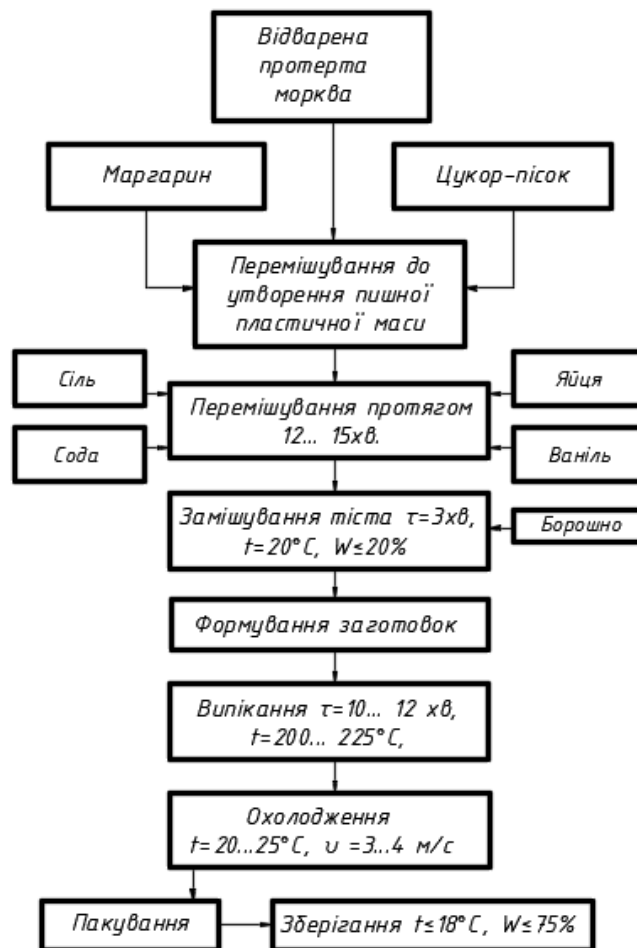 Відварена
протерта
морква
Маргарин
Цукор-пісок
Перемішування до
утворення пишної
пластичної маси
Сіль
Яйця
Перемішування протягом
12... 15хв.
Сода
Ваніль
Замішування тіста τ=3хв,
t=20°C, W≤20%
Борошно
Формування заготовок
Випікання τ=10... 12 хв,
t=200... 225°C,
Охолодження
t=20...25°C, υ =3...4 м/с
Пакування
Зберігання t≤18°C, W≤75%